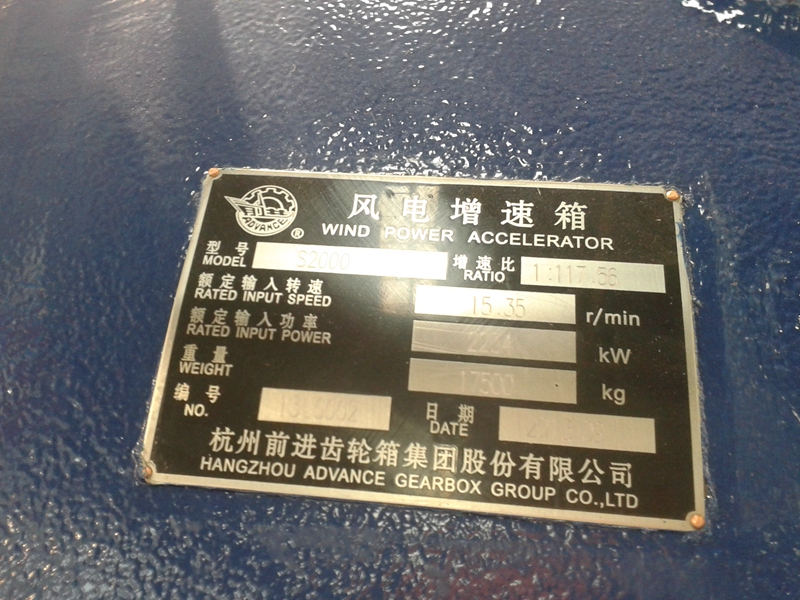 前进
ADVANCE
®
风电增速箱
WIND POWER ACCELERATOR
型号 S2000 增速比 1:117.56
MODEL RATIO
额定输入转速 15.35 r/min
RATED INPUT SPEED
额定输入功率 kW
RATED INPUT POWER
重量 17500 kg
WEIGHT
编号 日期
NO. DATE
杭州前进齿轮箱集团股份有限公司
HANGZHOU ADVANCE GEARBOX GROUP CO.,LTD